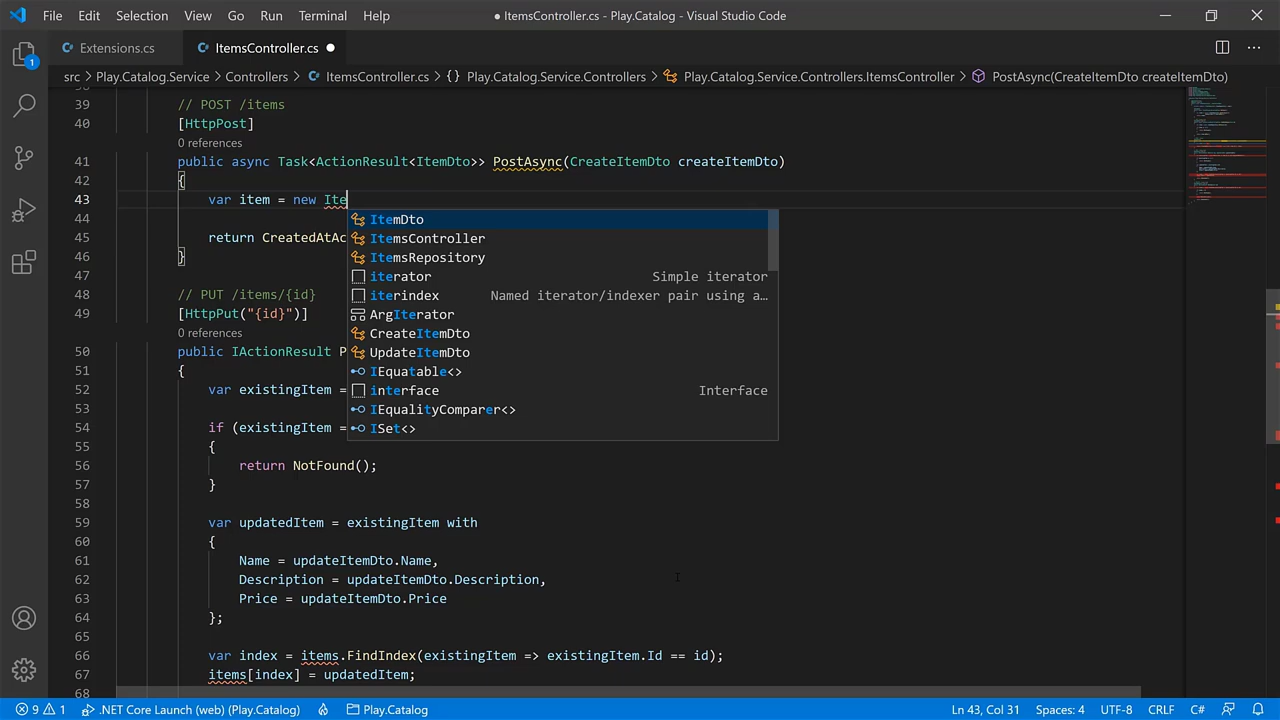 File Edit Selection View Go Run Terminal Help
● ItemsController.cs - Play.Catalog - Visual Studio Code
Extensions.cs ItemsController.cs ●
src > Play.Catalog.Service > Controllers > ItemsController.cs > {} Play.Catalog.Service.Controllers > Play.Catalog.Service.Controllers.ItemsController > PostAsync(CreateItemDto createItemDto)
1
38
39 // POST /items
40 [HttpPost]
0 references
41 public async Task<ActionResult<ItemDto>> PostAsync(CreateItemDto createItemDto)
42 {
43 var item = new Ite
ItemDto
44
ItemsController
45 return CreatedAtAc
ItemsRepository
46 }
iterator Simple iterator
47
iterindex Named iterator/indexer pair using a…
48 // PUT /items/{id}
ArgIterator
49 [HttpPut("{id}")]
CreateItemDto
0 references
UpdateItemDto
50 public IActionResult P
IEquatable<>
51 {
interface Interface
52 var existingItem =
IEqualityComparer<>
53
ISet<>
54 if (existingItem =
55 {
56 return NotFound();
57 }
58
59 var updatedItem = existingItem with
60 {
61 Name = updateItemDto.Name,
62 Description = updateItemDto.Description,
63 Price = updateItemDto.Price
64 };
65
66 var index = items.FindIndex(existingItem => existingItem.Id == id);
67 items[index] = updatedItem;
68
9 1 .NET Core Launch (web) (Play.Catalog) Play.Catalog Ln 43, Col 31 Spaces: 4 UTF-8 CRLF C#